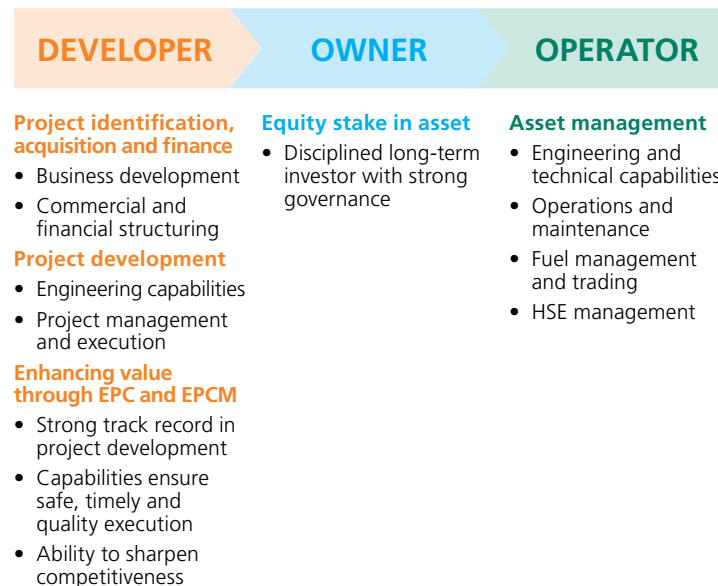 DEVELOPER
OWNER
OPERATOR
Project identification,
acquisition and finance
• Business development
• Commercial and
financial structuring
Project development
• Engineering capabilities
• Project management
and execution
Enhancing value
through EPC and EPCM
• Strong track record in
project development
• Capabilities ensure
safe, timely and
quality execution
• Ability to sharpen
competitiveness
Equity stake in asset
• Disciplined long-term
investor with strong
governance
Asset management
• Engineering and
technical capabilities
• Operations and
maintenance
• Fuel management
and trading
• HSE management